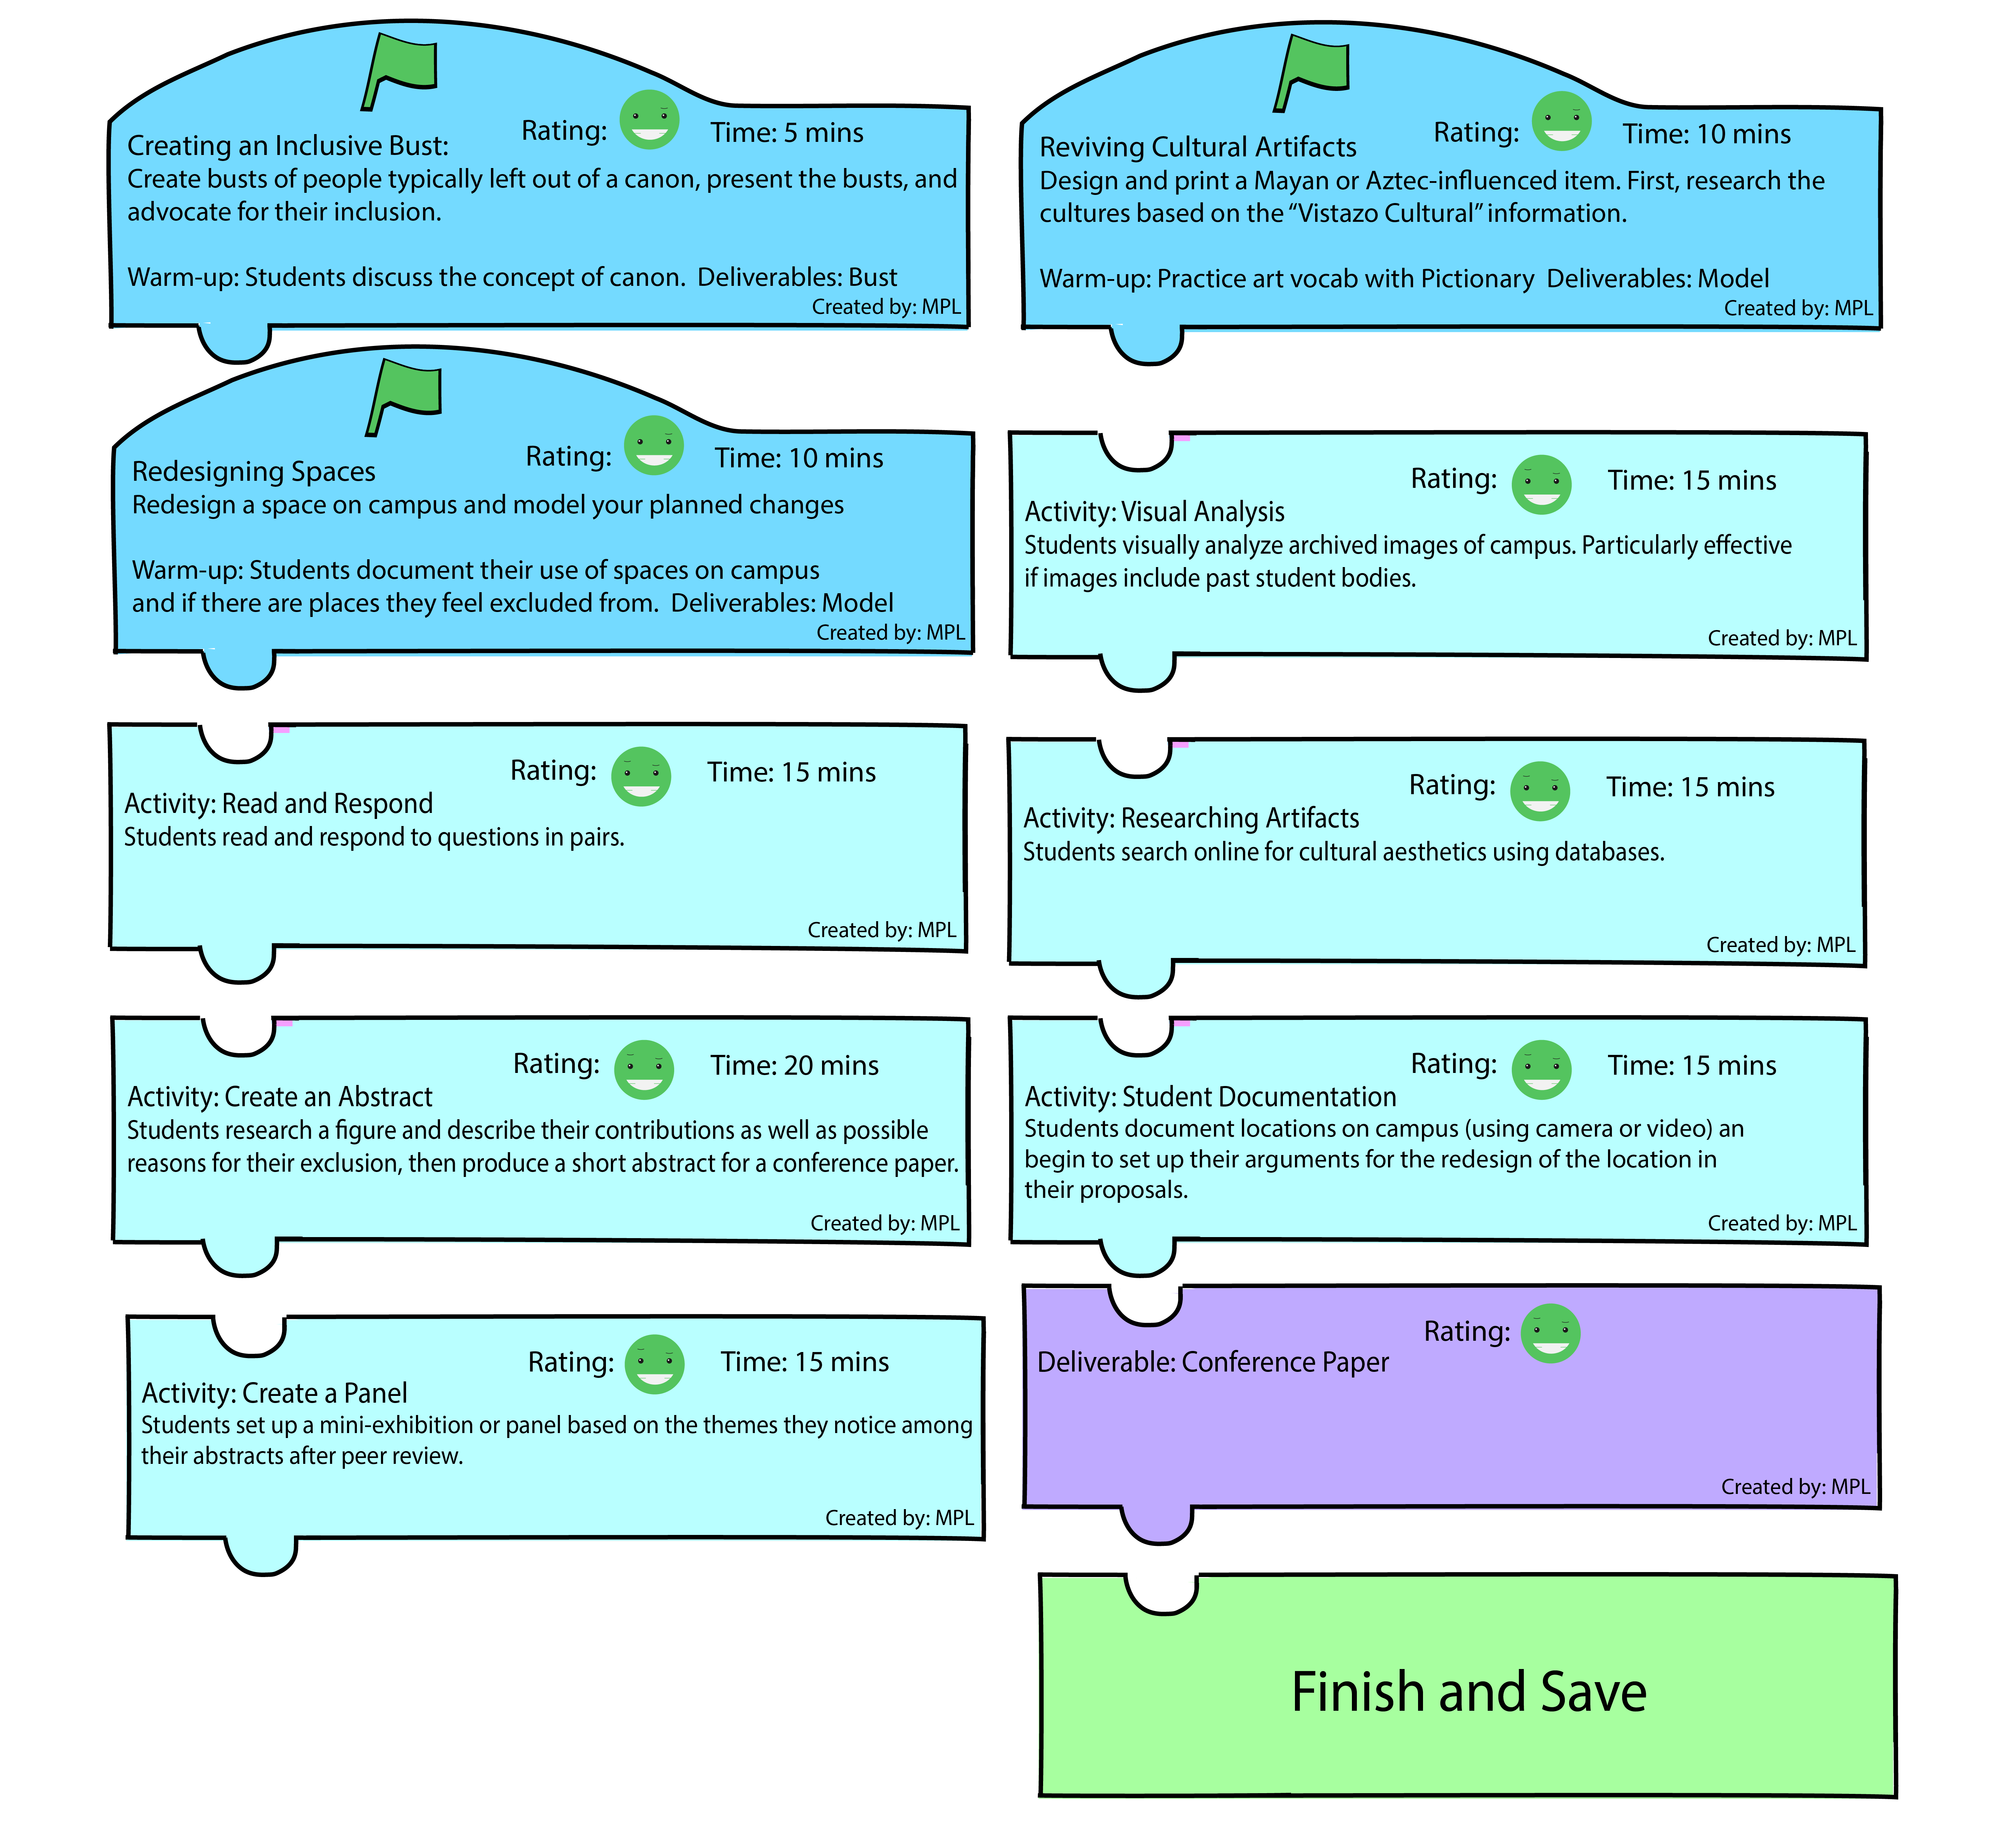 Rating:
Time: 5 mins
Creating an Inclusive Bust:
Create busts of people typically left out of a canon, present the busts, and
advocate for their inclusion.
Warm-up: Students discuss the concept of canon.  Deliverables: Bust
Created by: MPL
Rating:
Time: 10 mins
Reviving Cultural Artifacts
Design and print a Mayan or Aztec-influenced item. First, research the
cultures based on the “Vistazo Cultural” information.
Warm-up: Practice art vocab with Pictionary  Deliverables: Model
Created by: MPL
Rating:
Time: 10 mins
Redesigning Spaces
Redesign a space on campus and model your planned changes
Warm-up: Students document their use of spaces on campus
and if there are places they feel excluded from.  Deliverables: Model
Created by: MPL
Rating:
Time: 15 mins
Activity: Visual Analysis
Students visually analyze archived images of campus. Particularly effective
if images include past student bodies.
Created by: MPL
Rating:
Time: 15 mins
Activity: Read and Respond
Students read and respond to questions in pairs.
Created by: MPL
Rating:
Time: 15 mins
Activity: Researching Artifacts
Students search online for cultural aesthetics using databases.
Created by: MPL
Rating:
Time: 20 mins
Activity: Create an Abstract
Students research a figure and describe their contributions as well as possible
reasons for their exclusion, then produce a short abstract for a conference paper.
Created by: MPL
Rating:
Time: 15 mins
Activity: Student Documentation
Students document locations on campus (using camera or video) an
begin to set up their arguments for the redesign of the location in
their proposals.
Created by: MPL
Rating:
Time: 15 mins
Activity: Create a Panel
Students set up a mini-exhibition or panel based on the themes they notice among
their abstracts after peer review.
Created by: MPL
Rating:
Deliverable: Conference Paper
Created by: MPL
Finish and Save